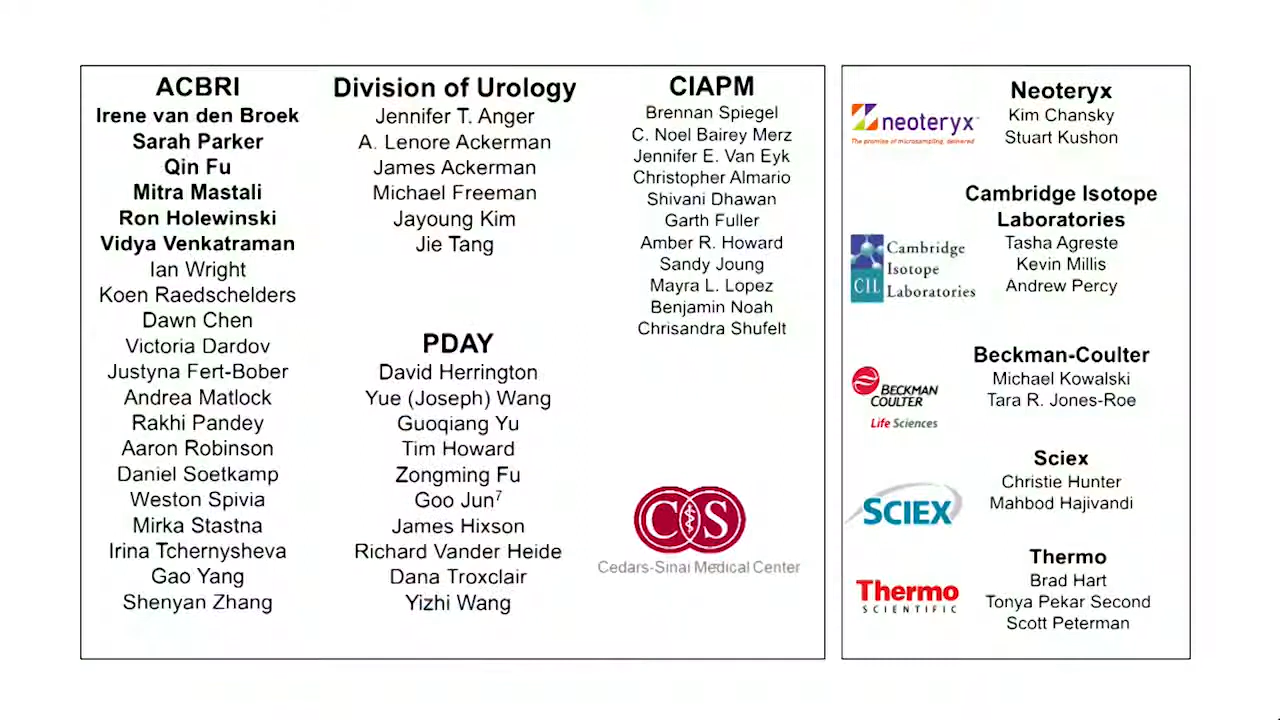 ACBRI
Irene van den Broek
Sarah Parker
Qin Fu
Mitra Mastali
Ron Holewinski
Vidya Venkatraman
Ian Wright
Koen Raedschelders
Dawn Chen
Victoria Dardov
Justyna Fert-Bober
Andrea Matlock
Rakhi Pandey
Aaron Robinson
Daniel Soetkamp
Weston Spivia
Mirka Stastna
Irina Tchernysheva
Gao Yang
Shenyan Zhang
Division of Urology
Jennifer T. Anger
A. Lenore Ackerman
James Ackerman
Michael Freeman
Jayoung Kim
Jie Tang
PDAY
David Herrington
Yue (Joseph) Wang
Guoqiang Yu
Tim Howard
Zongming Fu
Goo Jun⁷
James Hixson
Richard Vander Heide
Dana Troxclair
Yizhi Wang
CIAPM
Brennan Spiegel
C. Noel Bairey Merz
Jennifer E. Van Eyk
Christopher Almario
Shivani Dhawan
Garth Fuller
Amber R. Howard
Sandy Joung
Mayra L. Lopez
Benjamin Noah
Chrisandra Shufelt
CS
Cedars-Sinai Medical Center
neoteryx™
The promise of microsampling, delivered
Neoteryx
Kim Chansky
Stuart Kushon
Cambridge Isotope
Laboratories
Tasha Agreste
Kevin Millis
Andrew Percy
CIL
Cambridge
Isotope
Laboratories
Beckman-Coulter
Michael Kowalski
Tara R. Jones-Roe
BECKMAN
COULTER
Life Sciences
Sciex
Christie Hunter
Mahbod Hajivandi
SCIEX
Thermo
Brad Hart
Tonya Pekar Second
Scott Peterman
Thermo
SCIENTIFIC